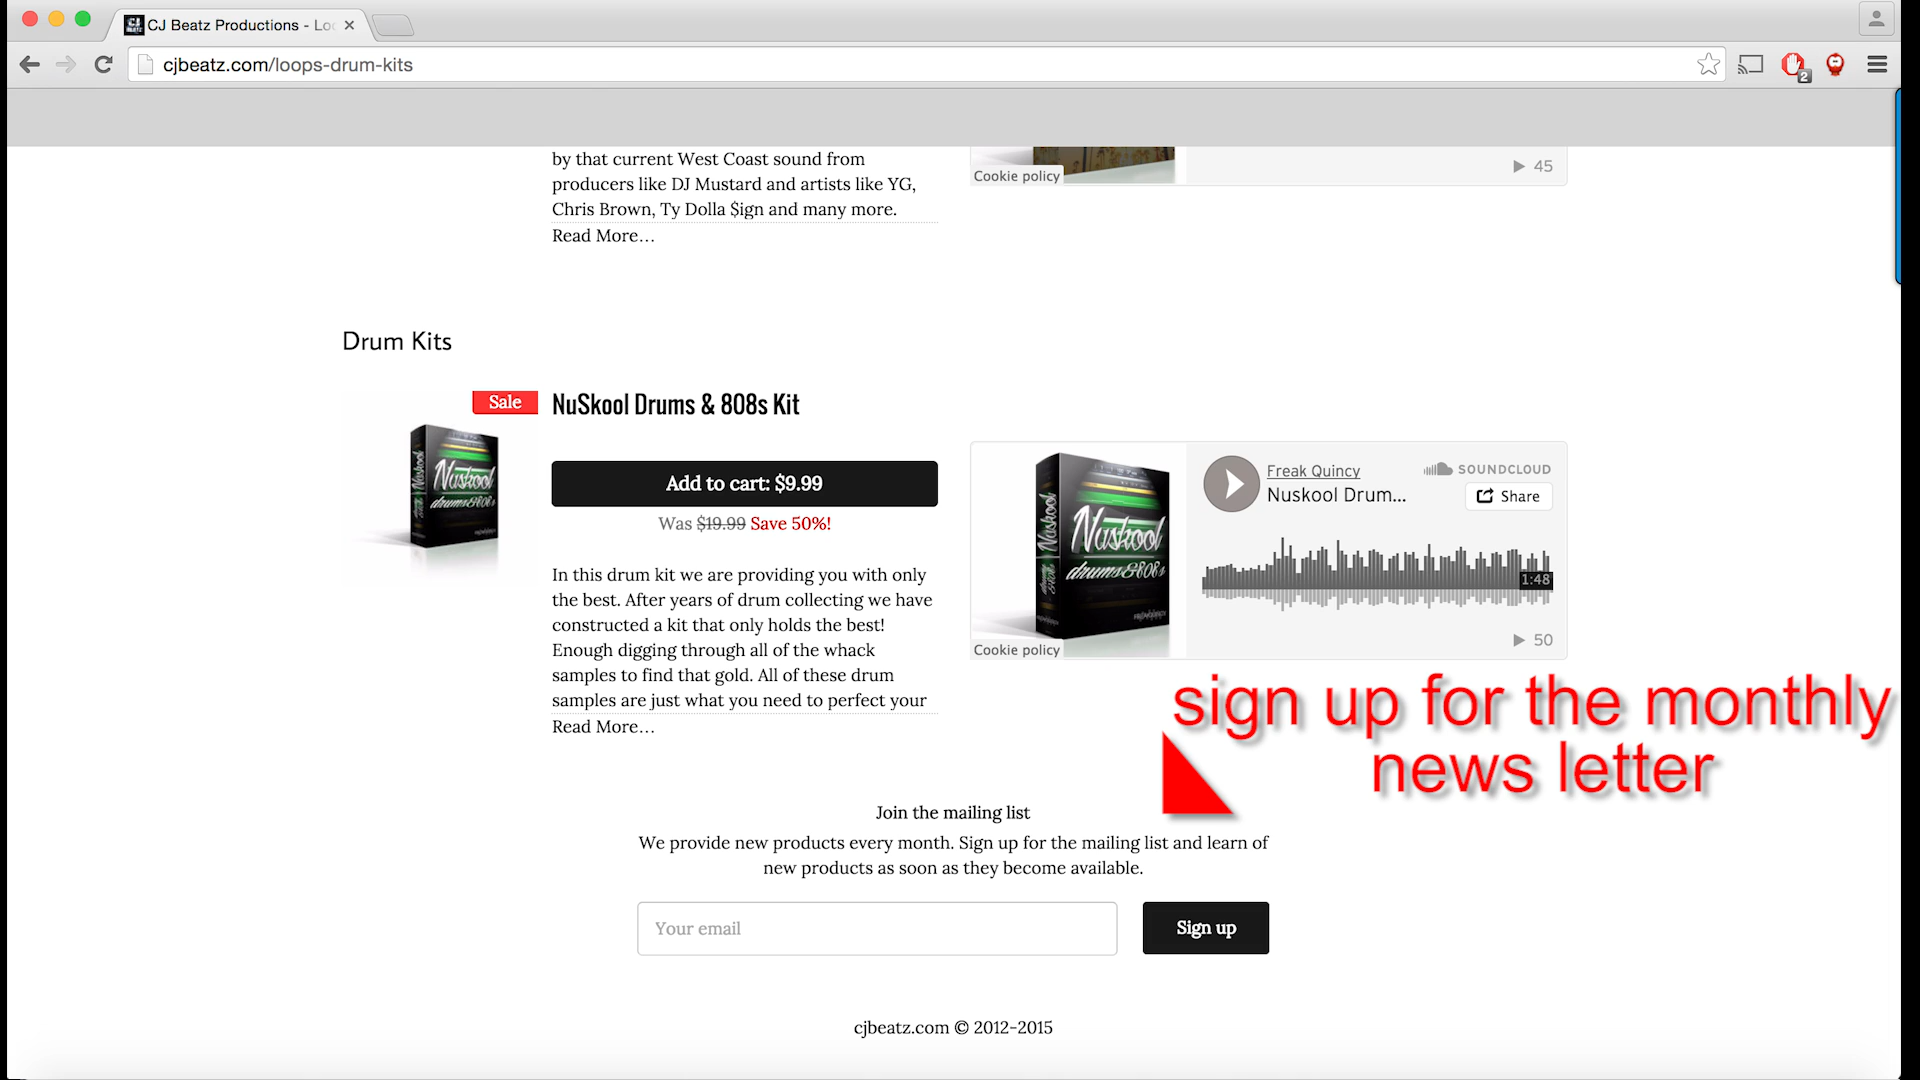 CJ Beatz Productions - Loo
cjbeatz.com/loops-drum-kits
2
by that current West Coast sound from
producers like DJ Mustard and artists like YG,
Chris Brown, Ty Dolla $ign and many more.
Read More…
Cookie policy
45
Drum Kits
Sale
NuSkool Drums & 808s Kit
Nuskool
drums&808s
Add to cart: $9.99
Was $19.99 Save 50%!
In this drum kit we are providing you with only
the best. After years of drum collecting we have
constructed a kit that only holds the best!
Enough digging through all of the whack
samples to find that gold. All of these drum
samples are just what you need to perfect your
Read More…
Nuskool
drums&808s
Cookie policy
Freak Quincy
Nuskool Drum...
SOUNDCLOUD
Share
1:48
50
sign up for the monthly
news letter
Join the mailing list
We provide new products every month. Sign up for the mailing list and learn of
new products as soon as they become available.
Your email
Sign up
cjbeatz.com © 2012-2015